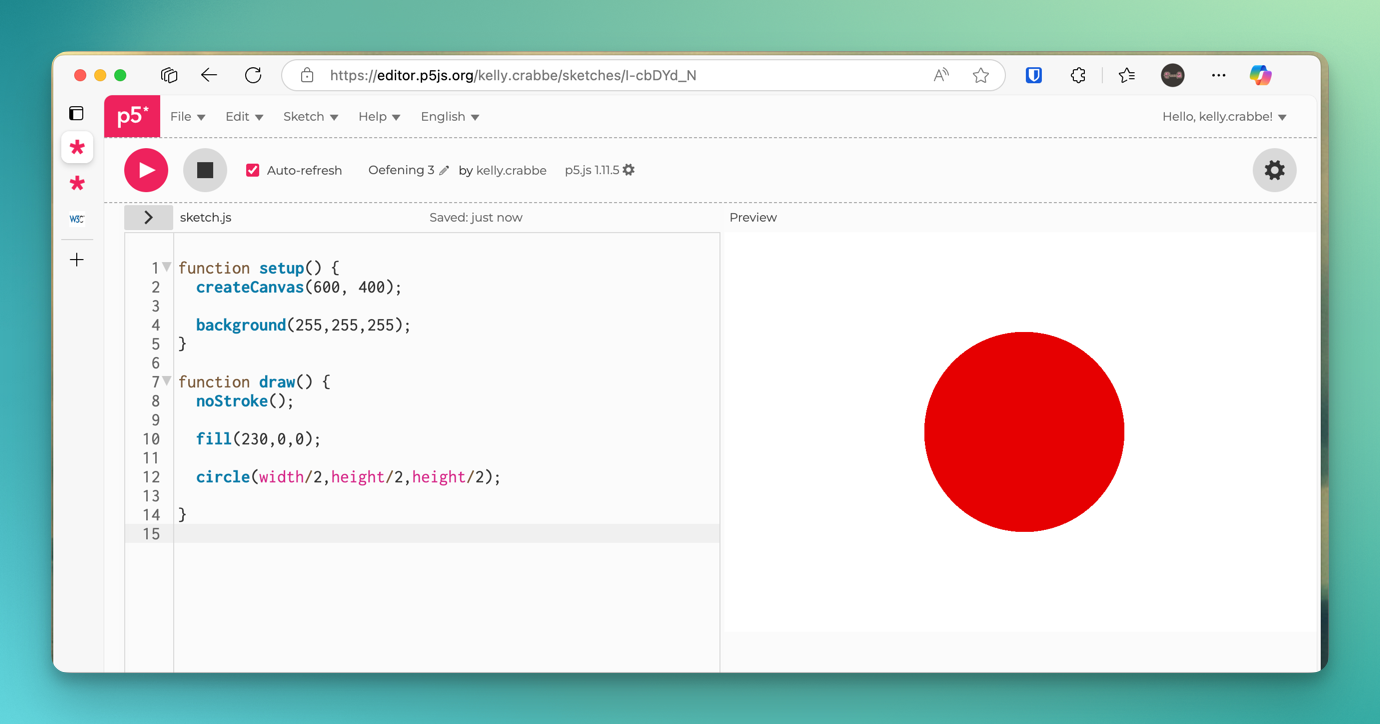 https://editor.p5js.org/kelly.crabbe/sketches/l-cbDYd_N
p5* File Edit Sketch Help English Hello, kelly.crabbe!
Auto-refresh Oefening 3 by kelly.crabbe p5.js 1.11.5
W3C
sketch.js Saved: just now Preview
1 function setup() {
2   createCanvas(600, 400);
3
4   background(255,255,255);
5 }
6
7 function draw() {
8   noStroke();
9
10   fill(230,0,0);
11
12   circle(width/2,height/2,height/2);
13
14 }
15